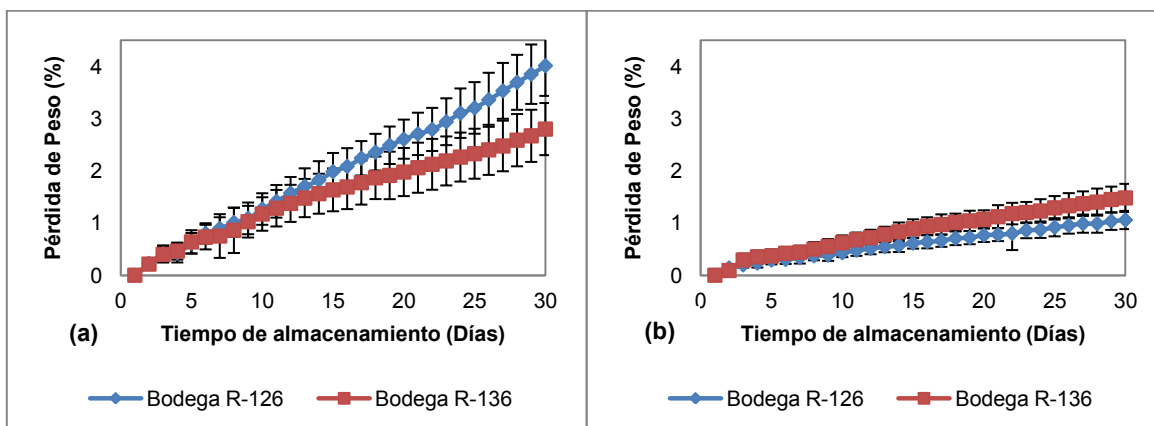 Pérdida de Peso (%)
4
3
2
1
0
0 5 10 15 20 25 30
(a)
Tiempo de almacenamiento (Días)
Bodega R-126 Bodega R-136
Pérdida de Peso (%)
4
3
2
1
0
0 5 10 15 20 25 30
(b)
Tiempo de almacenamiento (Días)
Bodega R-126 Bodega R-136